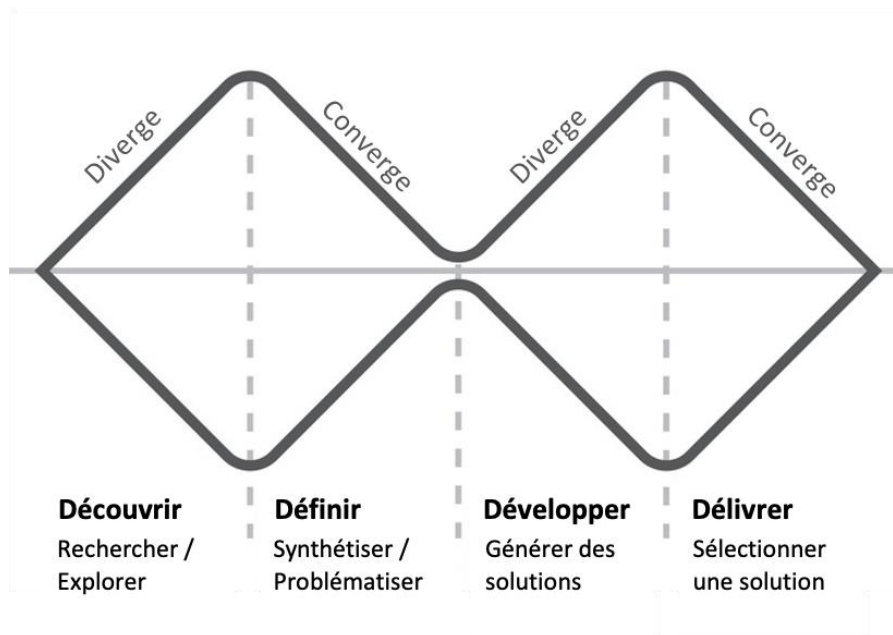 Diverge
Converge
Diverge
Converge
Découvrir
Rechercher /
Explorer
Définir
Synthétiser /
Problématiser
Développer
Générer des
solutions
Délivrer
Sélectionner
une solution